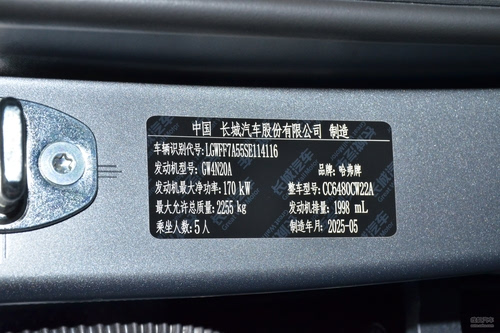 中国 长城汽车股份有限公司 制造
车辆识别代号: LGWFF7A55SE114116
发动机型号: GW4N20A 品牌: 哈弗牌
发动机最大净功率: 170 kW 整车型号: CC6480CW22A
最大允许总质量: 2255 kg 发动机排量: 1998 mL
乘坐人数: 5 人 制造年月: 2025-05